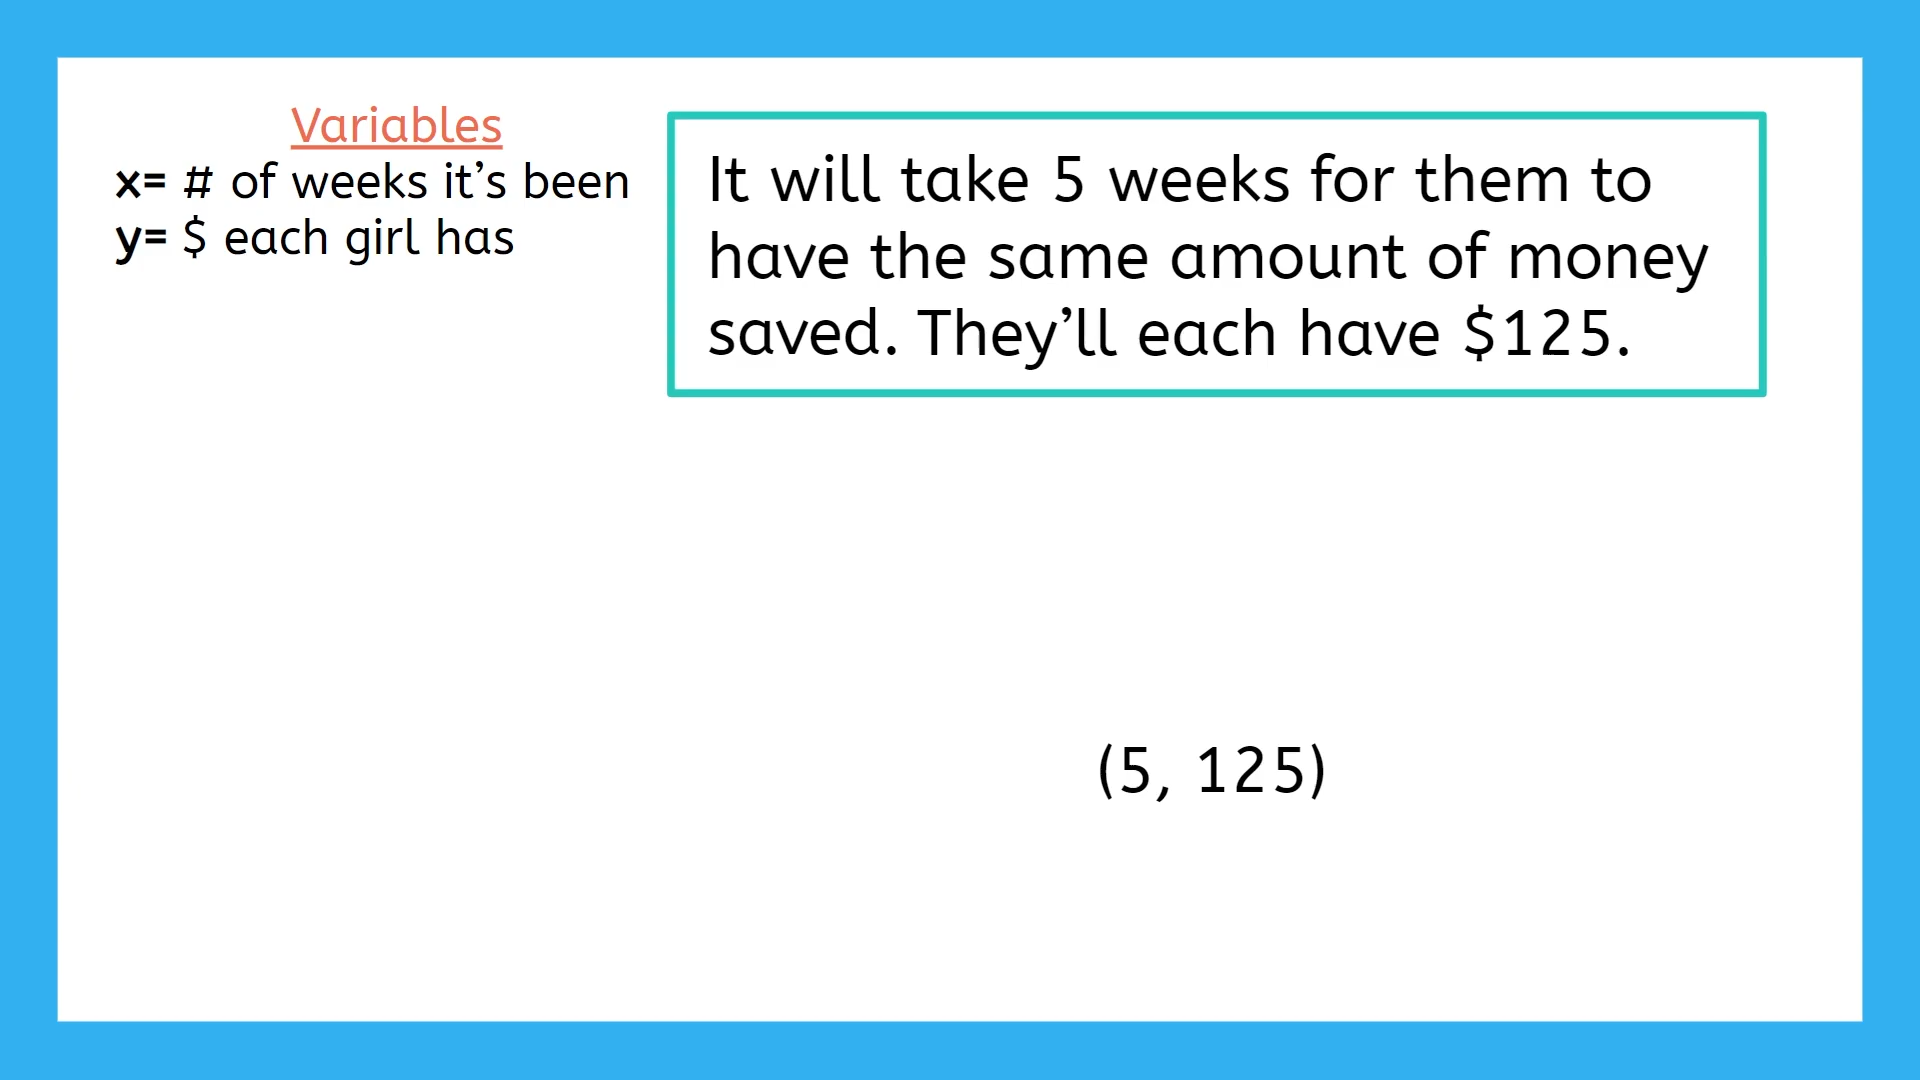 Variables
x= # of weeks it’s been
y= $ each girl has
It will take 5 weeks for them to
have the same amount of money
saved. They’ll each have $125.
(5, 125)